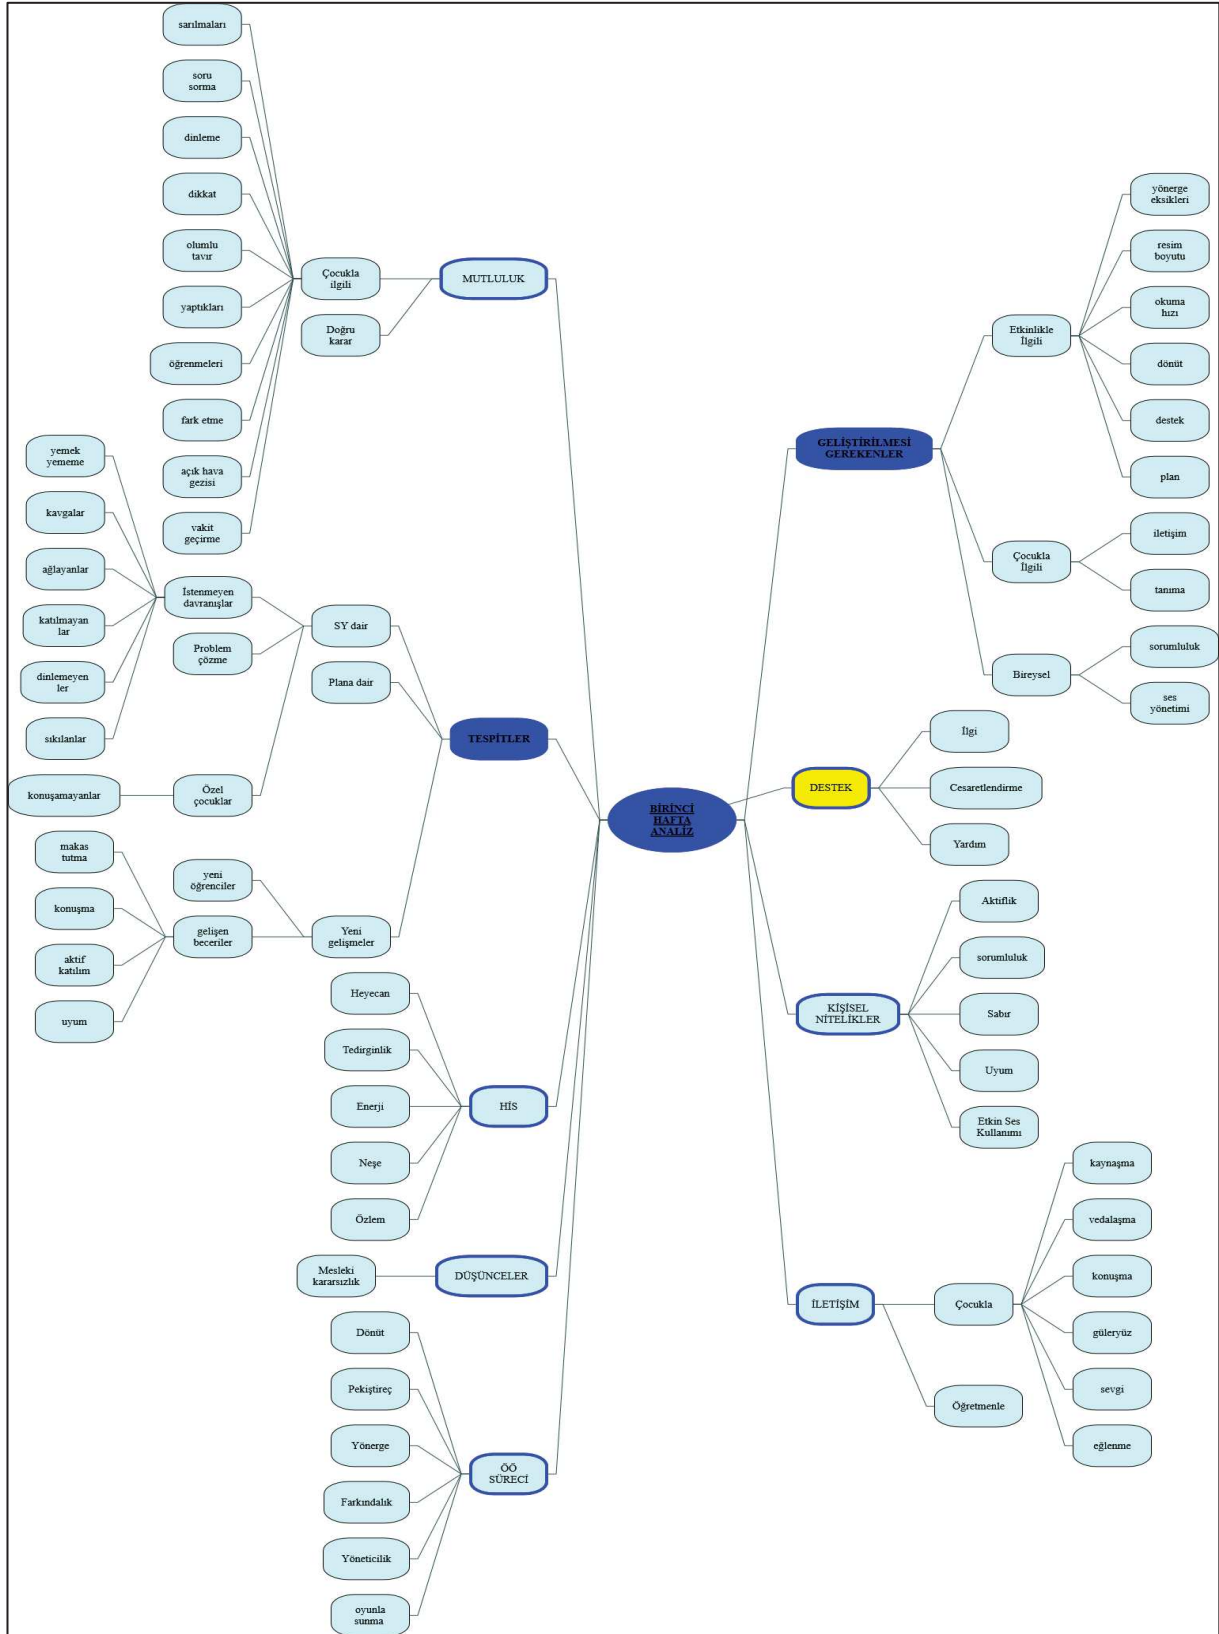 sarılmaları
soru
sorma
dinleme
dikkat
olumlu
tavır
yaptıkları
öğrenmeleri
fark etme
açık hava
gezisi
vakit
geçirme
Çocukla
ilgili
Doğru
karar
MUTLULUK
yemek
yememe
kavgalar
ağlayanlar
katılmayan
lar
dinlemeyen
ler
sıkılanlar
İstenmeyen
davranışlar
Problem
çözme
konuşamayanlar
Özel
çocuklar
SY dair
Plana dair
TESPİTLER
makas
tutma
konuşma
aktif
katılım
uyum
yeni
öğrenciler
gelişen
beceriler
Yeni
gelişmeler
Heyecan
Tedirginlik
Enerji
Neşe
Özlem
HİS
Mesleki
kararsızlık
DÜŞÜNCELER
Dönüt
Pekiştireç
Yönerge
Farkındalık
Yöneticilik
oyunla
sunma
ÖÖ
SÜRECİ
BİRİNCİ
HAFTA
ANALİZ
GELİŞTİRİLMESİ
GEREKENLER
Etkinlikle
İlgili
yönerge
eksikleri
resim
boyutu
okuma
hızı
dönüt
destek
plan
Çocukla
İlgili
iletişim
tanıma
Bireysel
sorumluluk
ses
yönetimi
DESTEK
İlgi
Cesaretlendirme
Yardım
KİŞİSEL
NİTELİKLER
Aktiflik
sorumluluk
Sabır
Uyum
Etkin Ses
Kullanımı
İLETİŞİM
Çocukla
kaynaşma
vedalaşma
konuşma
güleryüz
sevgi
eğlenme
Öğretmenle